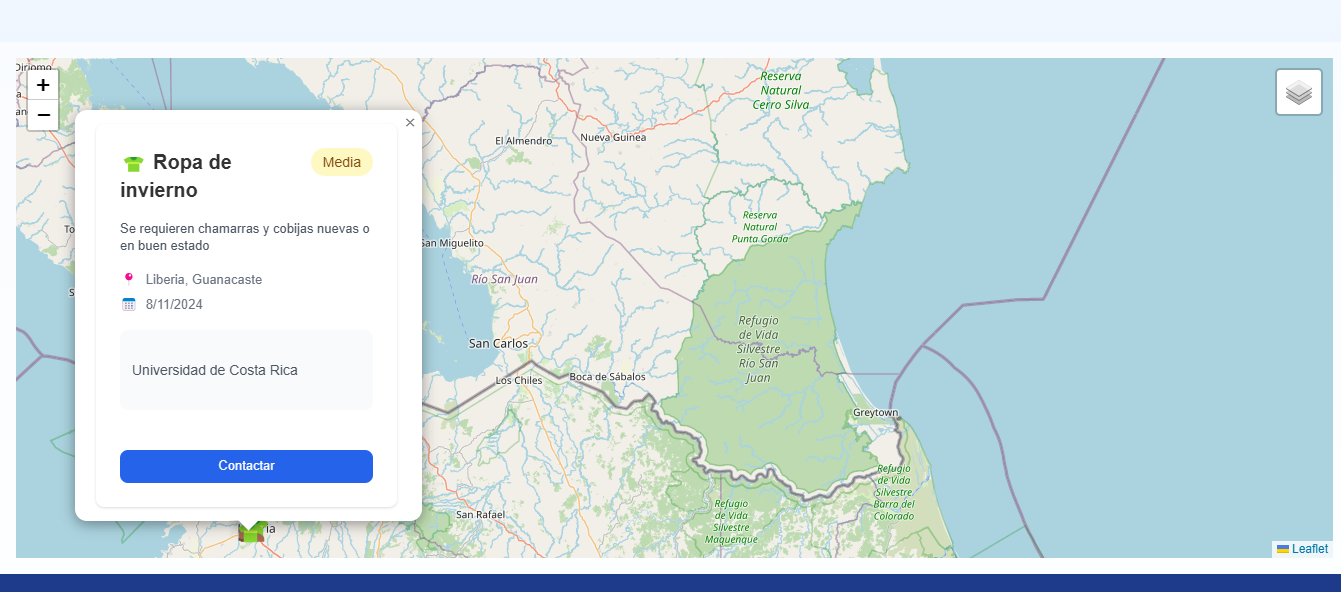 Diriomo
+
−
×
Ropa de
invierno
Media
Se requieren chamarras y cobijas nuevas o
en buen estado
Liberia, Guanacaste
8/11/2024
Universidad de Costa Rica
Contactar
Reserva
Natural
Cerro Silva
El Almendro
Nueva Guinea
Reserva
Natural
Punta Gorda
San Miguelito
Río San Juan
Refugio
de Vida
Silvestre
Río San
Juan
San Carlos
Los Chiles
Boca de Sábalos
Greytown
Refugio
de Vida
Silvestre
Barra del
Colorado
San Rafael
Refugio
de Vida
Silvestre
Maquenque
Leaflet